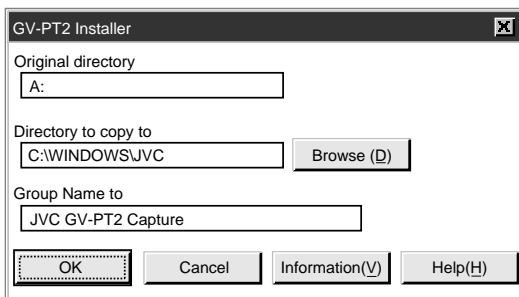 GV-PT2 Installer
Original directory
A:
Directory to copy to
C:\WINDOWS\JVC
Browse (D)
Group Name to
JVC GV-PT2 Capture
OK
Cancel
Information(V)
Help(H)